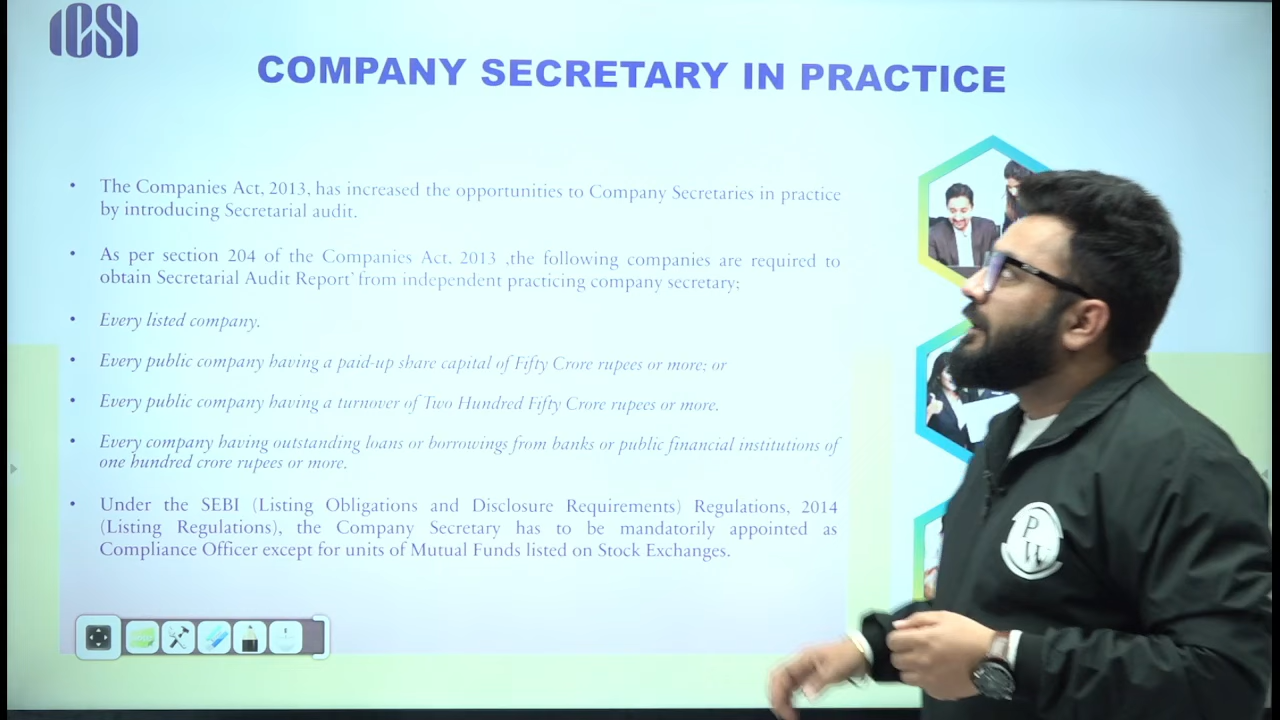 ICSI
COMPANY SECRETARY IN PRACTICE
• The Companies Act, 2013, has increased the opportunities to Company Secretaries in practice
by introducing Secretarial audit.
• As per section 204 of the Companies Act, 2013 ,the following companies are required to
obtain Secretarial Audit Report' from independent practicing company secretary;
• Every listed company.
• Every public company having a paid-up share capital of Fifty Crore rupees or more; or
• Every public company having a turnover of Two Hundred Fifty Crore rupees or more.
• Every company having outstanding loans or borrowings from banks or public financial institutions of
one hundred crore rupees or more.
• Under the SEBI (Listing Obligations and Disclosure Requirements) Regulations, 2014
(Listing Regulations), the Company Secretary has to be mandatorily appointed as
Compliance Officer except for units of Mutual Funds listed on Stock Exchanges.
P
W